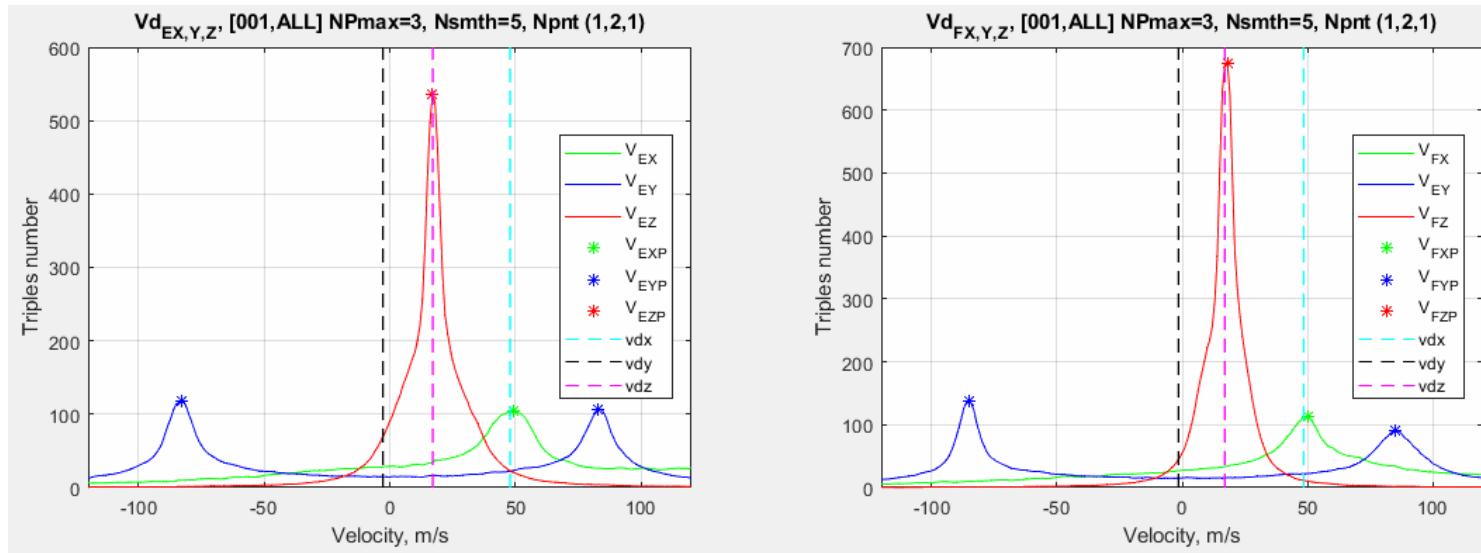 Vd_EX,Y,Z, [001,ALL] NPmax=3, Nsmth=5, Npnt (1,2,1)
600
500
400
300
200
100
0
Triples number
-100
-50
0
50
100
Velocity, m/s
V_EX
V_EY
V_EZ
V_EXP
V_EYP
V_EZP
vdx
vdy
vdz
Vd_FX,Y,Z, [001,ALL] NPmax=3, Nsmth=5, Npnt (1,2,1)
700
600
500
400
300
200
100
0
Triples number
-100
-50
0
50
100
Velocity, m/s
V_FX
V_EY
V_FZ
V_FXP
V_FYP
V_FZP
vdx
vdy
vdz